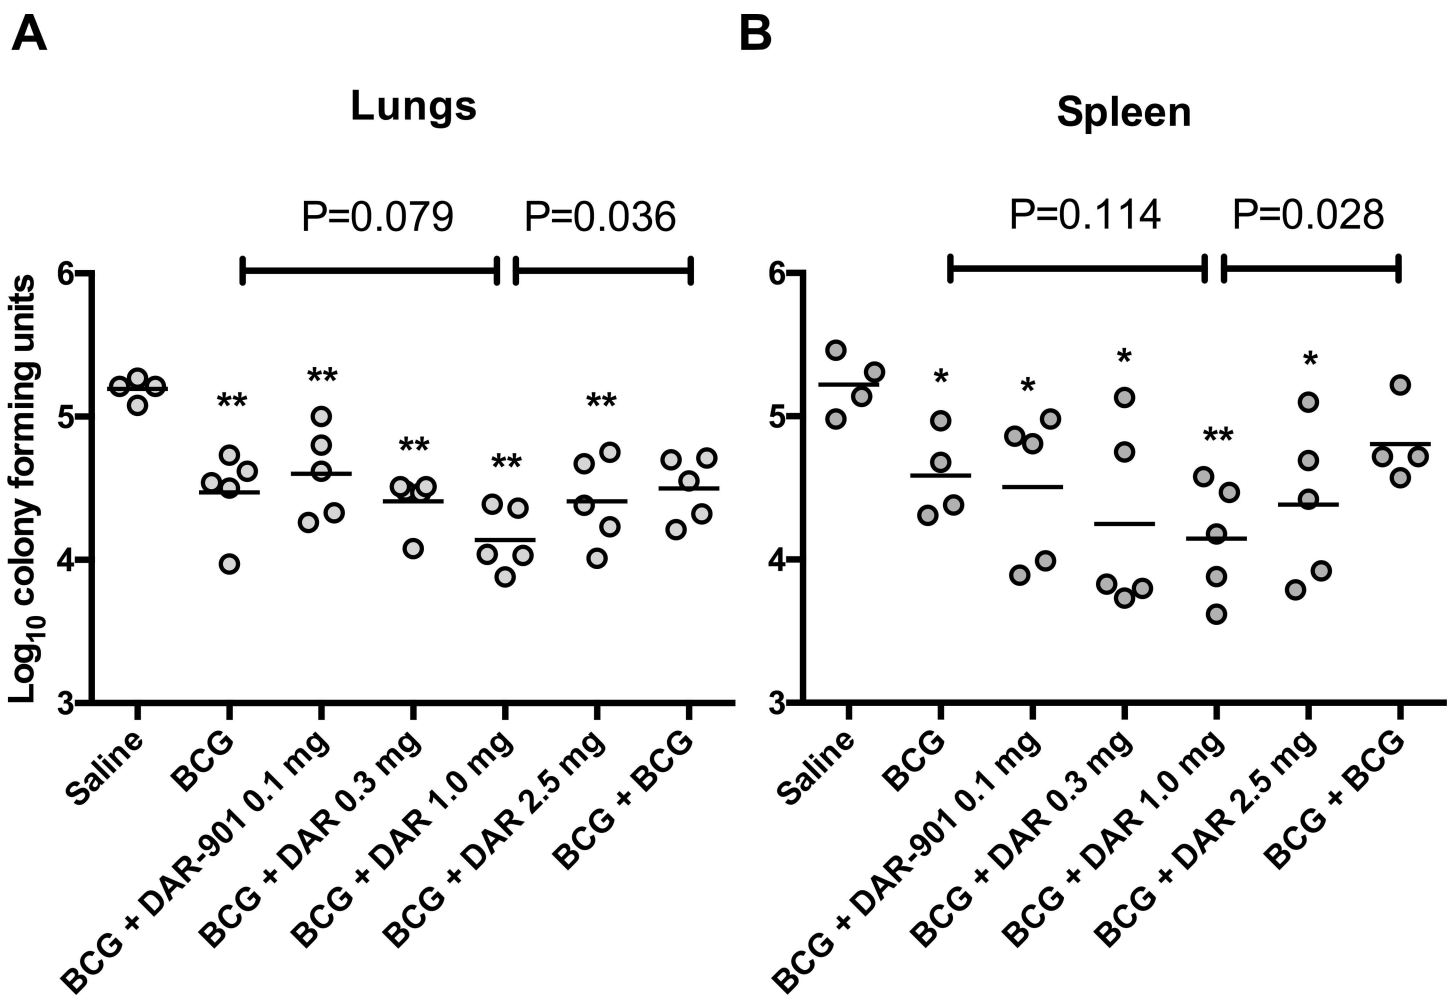 A
Lungs
P=0.079 P=0.036
Log10 colony forming units
6
5
4
3
** ** ** ** **
Saline
BCG
BCG + DAR-901 0.1 mg
BCG + DAR 0.3 mg
BCG + DAR 1.0 mg
BCG + DAR 2.5 mg
BCG + BCG
B
Spleen
P=0.114 P=0.028
6
5
4
3
* * * ** *
Saline
BCG
BCG + DAR-901 0.1 mg
BCG + DAR 0.3 mg
BCG + DAR 1.0 mg
BCG + DAR 2.5 mg
BCG + BCG